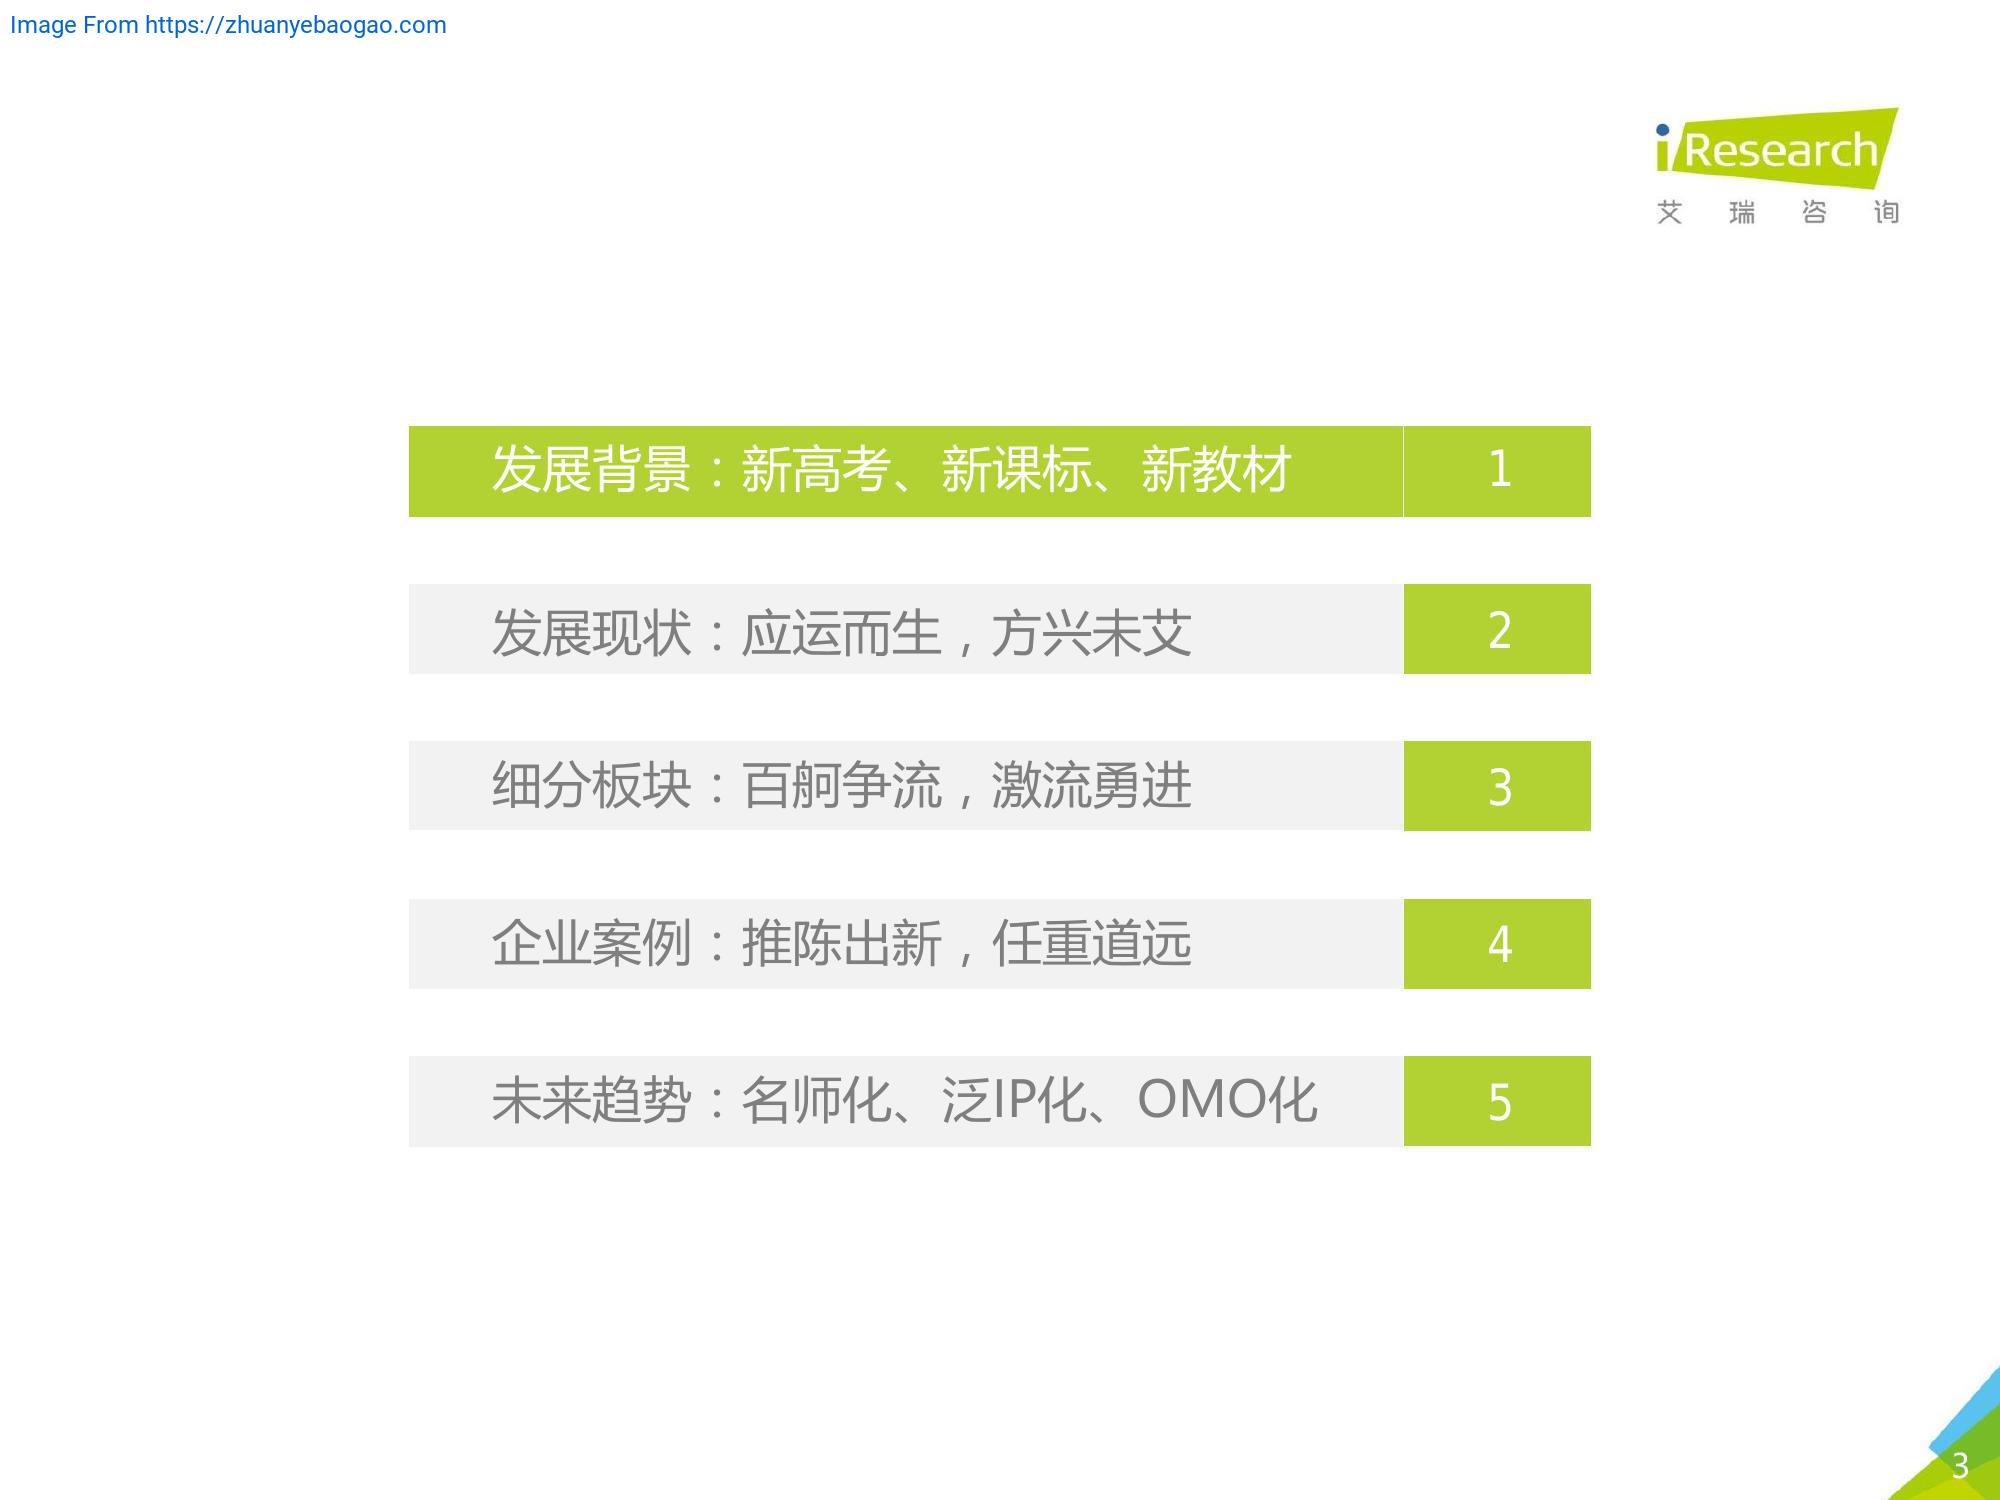 Image From https://zhuanyebaogao.com
iResearch
艾瑞咨询
发展背景：新高考、新课标、新教材 1
发展现状：应运而生，方兴未艾 2
细分板块：百舸争流，激流勇进 3
企业案例：推陈出新，任重道远 4
未来趋势：名师化、泛IP化、OMO化 5
3